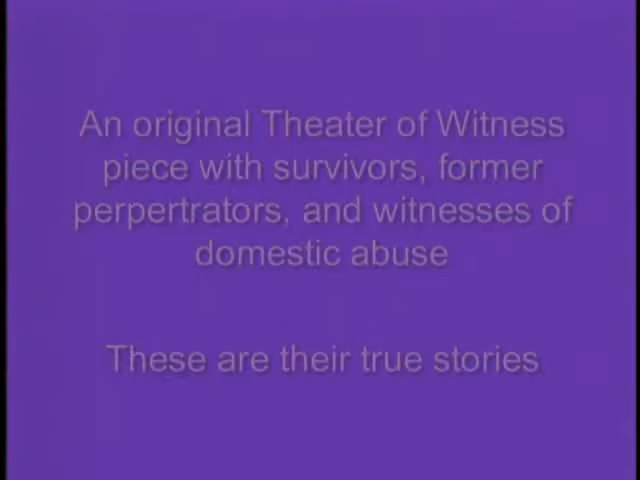 An original Theater of Witness
piece with survivors, former
perpertrators, and witnesses of
domestic abuse
These are their true stories